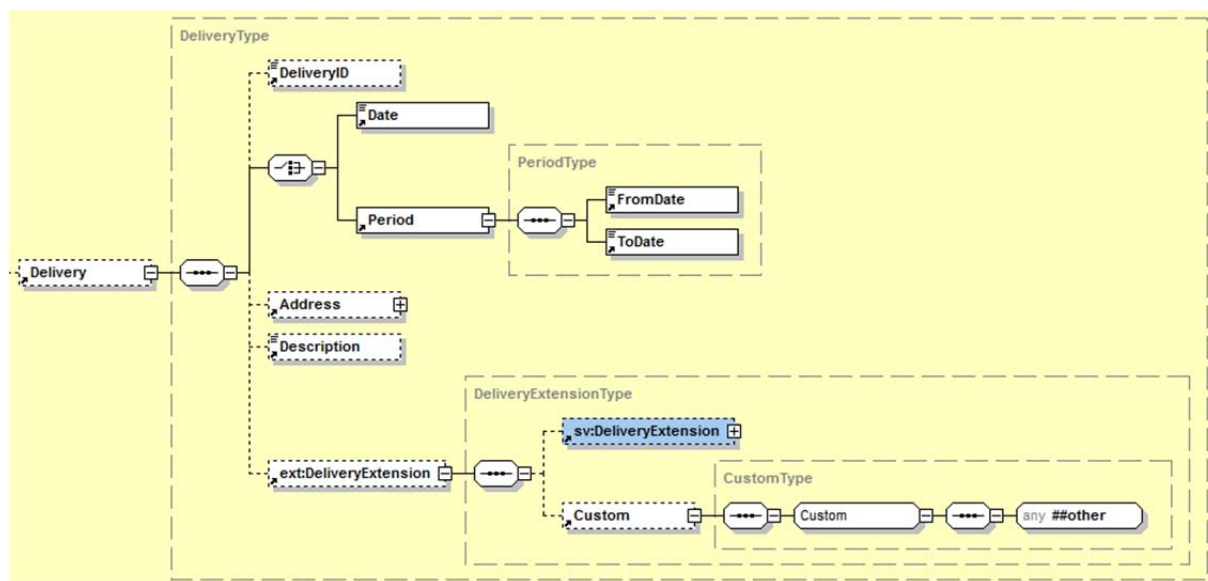 DeliveryType
DeliveryID
Date
PeriodType
FromDate
Period
ToDate
Delivery
Address
Description
DeliveryExtensionType
sv:DeliveryExtension
ext:DeliveryExtension
CustomType
Custom
Custom
any ##other